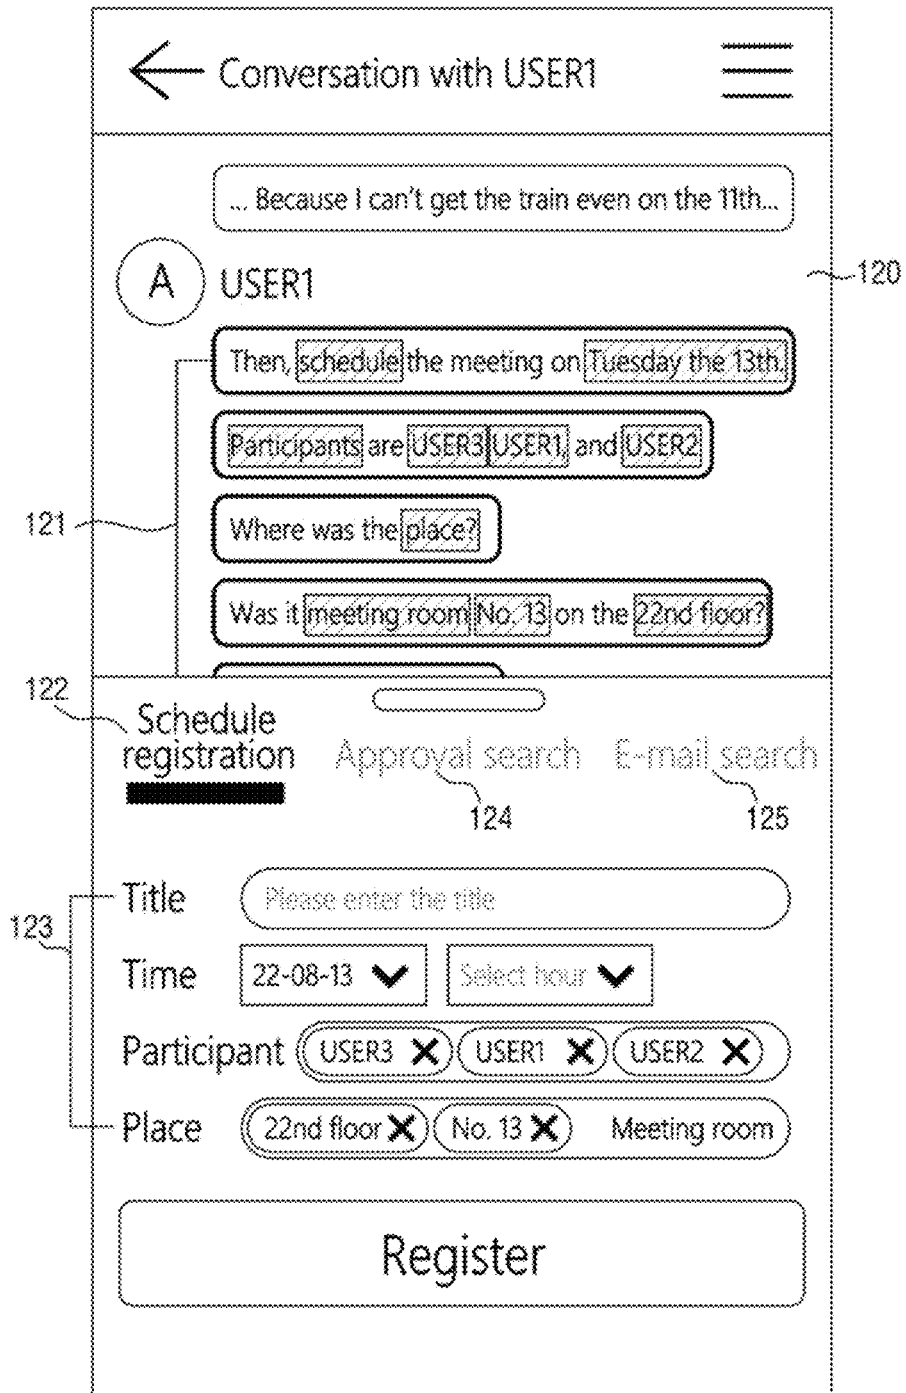 Conversation with USER1
... Because I can't get the train even on the 11th...
A USER1
120
Then, schedule the meeting on Tuesday the 13th.
Participants are USER3 USER1, and USER2
121
Where was the place?
Was it meeting room No. 13 on the 22nd floor?
122
Schedule
registration
Approval search
E-mail search
124
125
Title
Please enter the title
123
Time
22-08-13
Select hour
Participant USER3 USER1 USER2
Place 22nd floor No. 13 Meeting room
Register